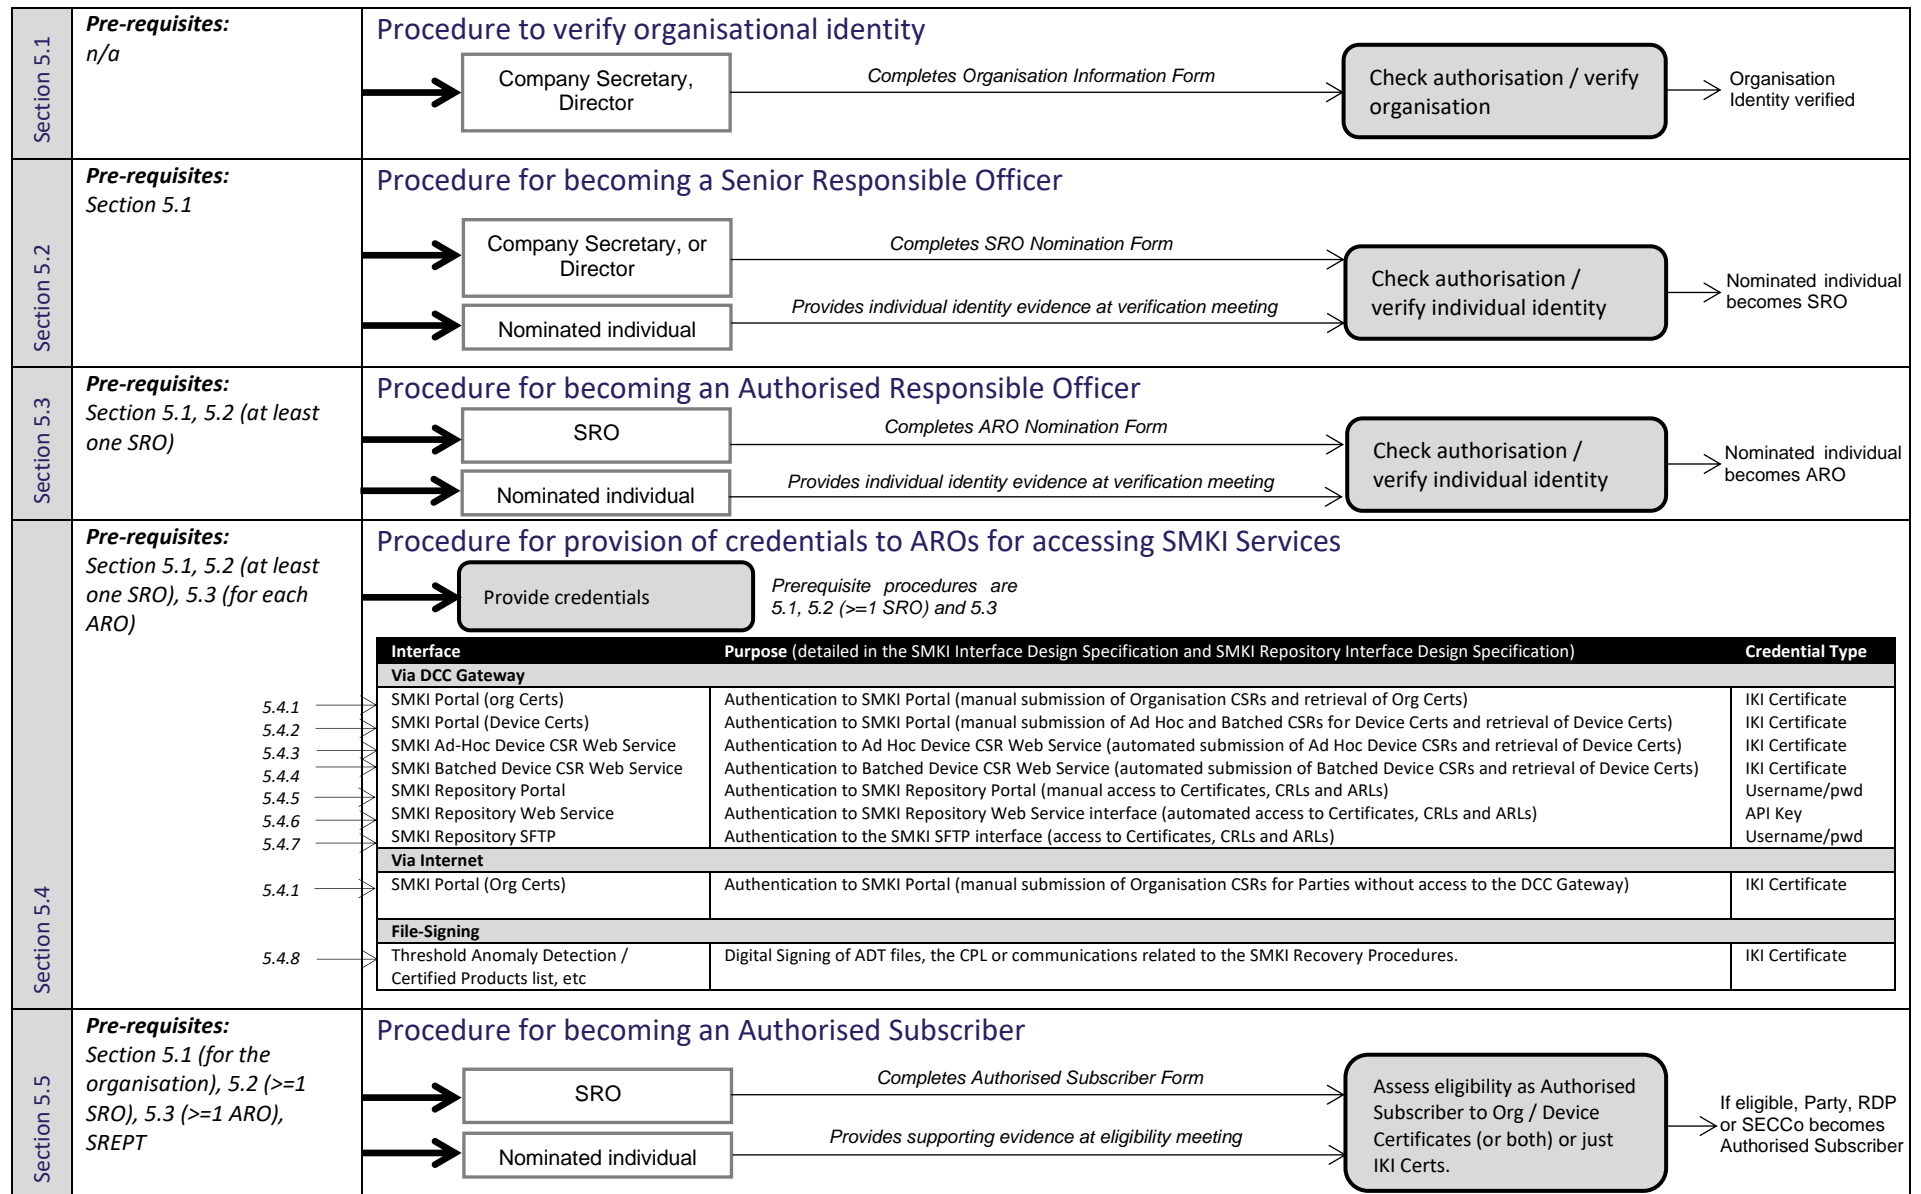 Section 5.1
Pre-requisites:
n/a
Procedure to verify organisational identity
Company Secretary,
Director
Completes Organisation Information Form
Check authorisation / verify
organisation
Organisation
Identity verified
Section 5.2
Pre-requisites:
Section 5.1
Procedure for becoming a Senior Responsible Officer
Company Secretary, or
Director
Completes SRO Nomination Form
Nominated individual
Provides individual identity evidence at verification meeting
Check authorisation /
verify individual identity
Nominated individual
becomes SRO
Section 5.3
Pre-requisites:
Section 5.1, 5.2 (at least
one SRO)
Procedure for becoming an Authorised Responsible Officer
SRO
Completes ARO Nomination Form
Nominated individual
Provides individual identity evidence at verification meeting
Check authorisation /
verify individual identity
Nominated individual
becomes ARO
Section 5.4
Pre-requisites:
Section 5.1, 5.2 (at least
one SRO), 5.3 (for each
ARO)
Procedure for provision of credentials to AROs for accessing SMKI Services
Provide credentials
Prerequisite procedures are
5.1, 5.2 (>=1 SRO) and 5.3
Interface Purpose (detailed in the SMKI Interface Design Specification and SMKI Repository Interface Design Specification) Credential Type
Via DCC Gateway
5.4.1 SMKI Portal (org Certs) Authentication to SMKI Portal (manual submission of Organisation CSRs and retrieval of Org Certs) IKI Certificate
5.4.2 SMKI Portal (Device Certs) Authentication to SMKI Portal (manual submission of Ad Hoc and Batched CSRs for Device Certs and retrieval of Device Certs) IKI Certificate
5.4.3 SMKI Ad-Hoc Device CSR Web Service Authentication to Ad Hoc Device CSR Web Service (automated submission of Ad Hoc Device CSRs and retrieval of Device Certs) IKI Certificate
5.4.4 SMKI Batched Device CSR Web Service Authentication to Batched Device CSR Web Service (automated submission of Batched Device CSRs and retrieval of Device Certs) IKI Certificate
5.4.5 SMKI Repository Portal Authentication to SMKI Repository Portal (manual access to Certificates, CRLs and ARLs) Username/pwd
5.4.6 SMKI Repository Web Service Authentication to SMKI Repository Web Service interface (automated access to Certificates, CRLs and ARLs) API Key
5.4.7 SMKI Repository SFTP Authentication to the SMKI SFTP interface (access to Certificates, CRLs and ARLs) Username/pwd
Via Internet
5.4.1 SMKI Portal (Org Certs) Authentication to SMKI Portal (manual submission of Organisation CSRs for Parties without access to the DCC Gateway) IKI Certificate
File-Signing
5.4.8 Threshold Anomaly Detection / Digital Signing of ADT files, the CPL or communications related to the SMKI Recovery Procedures. IKI Certificate
Certified Products list, etc
Section 5.5
Pre-requisites:
Section 5.1 (for the
organisation), 5.2 (>=1
SRO), 5.3 (>=1 ARO),
SREPT
Procedure for becoming an Authorised Subscriber
SRO
Completes Authorised Subscriber Form
Nominated individual
Provides supporting evidence at eligibility meeting
Assess eligibility as Authorised
Subscriber to Org / Device
Certificates (or both) or just
IKI Certs.
If eligible, Party, RDP
or SECCo becomes
Authorised Subscriber